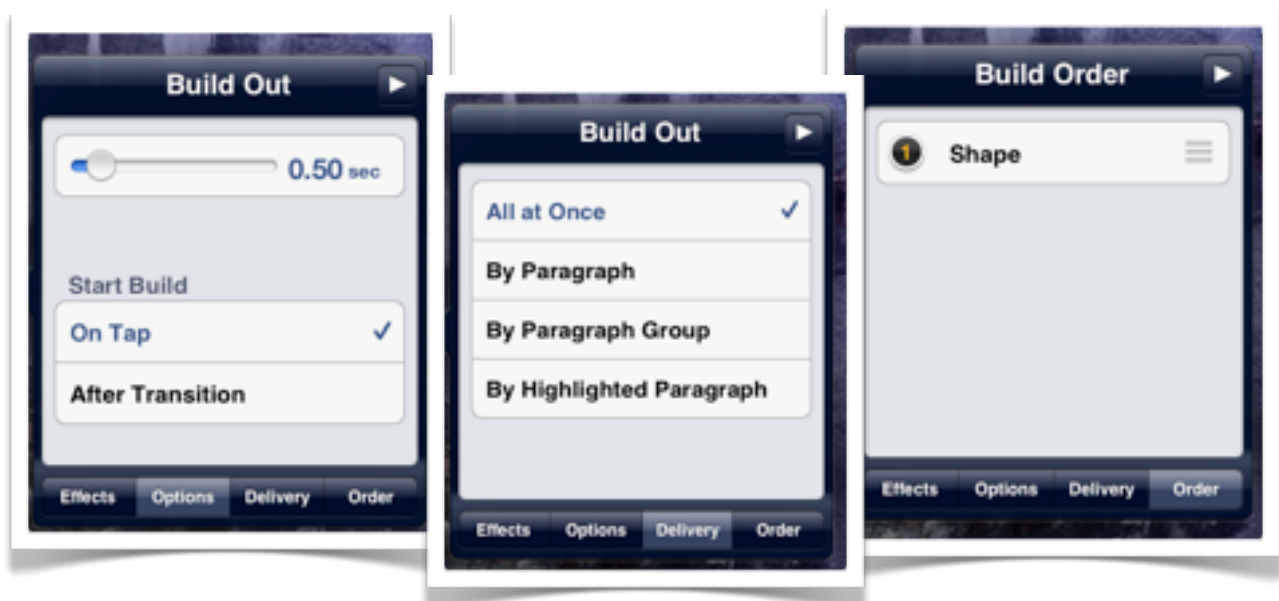 Build Out
0.50 sec
Start Build
On Tap
After Transition
Effects Options Delivery Order
Build Out
All at Once
By Paragraph
By Paragraph Group
By Highlighted Paragraph
Effects Options Delivery Order
Build Order
1 Shape
Effects Options Delivery Order